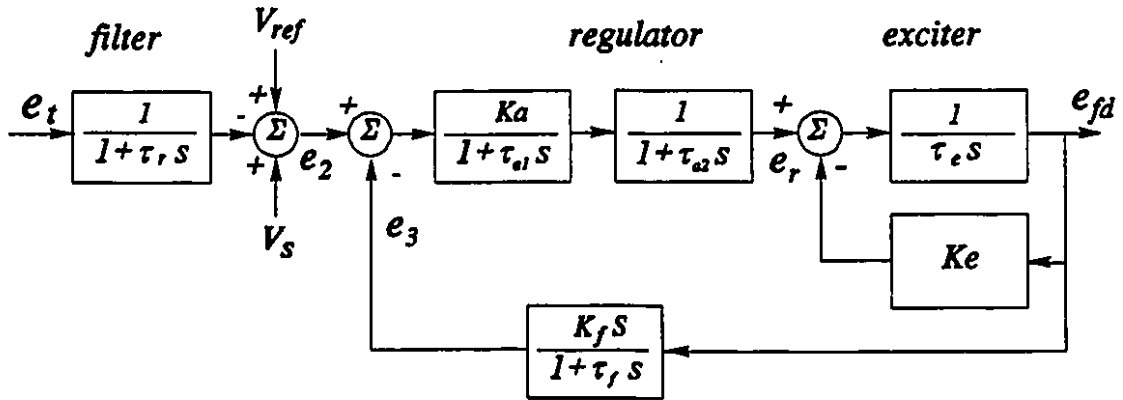 filter
V_ref
regulator
exciter
e_t
1
1 + τ_r s
-
+
Σ
+
V_s
e_2
+
Σ
-
Ka
1 + τ_a1 s
1
1 + τ_a2 s
+
e_r
Σ
-
1
τ_e s
e_fd
e_3
Ke
K_f S
1 + τ_f s